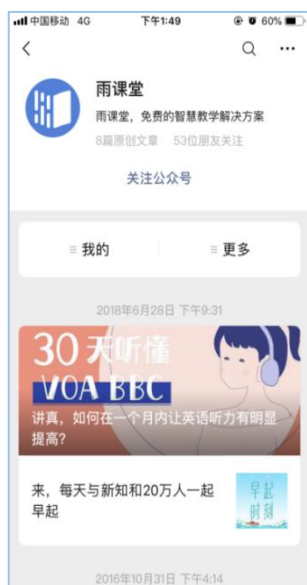 中国移动 4G 下午1:49 60%
雨课堂
雨课堂，免费的智慧教学解决方案
8篇原创文章 53位朋友关注
关注公众号
我的 更多
2018年6月28日 下午9:31
30天听懂
VOA BBC
讲真，如何在一个月内让英语听力有明显
提高？
来，每天与新知和20万人一起
早起
早起
时刻
2016年10月31日 下午4:14